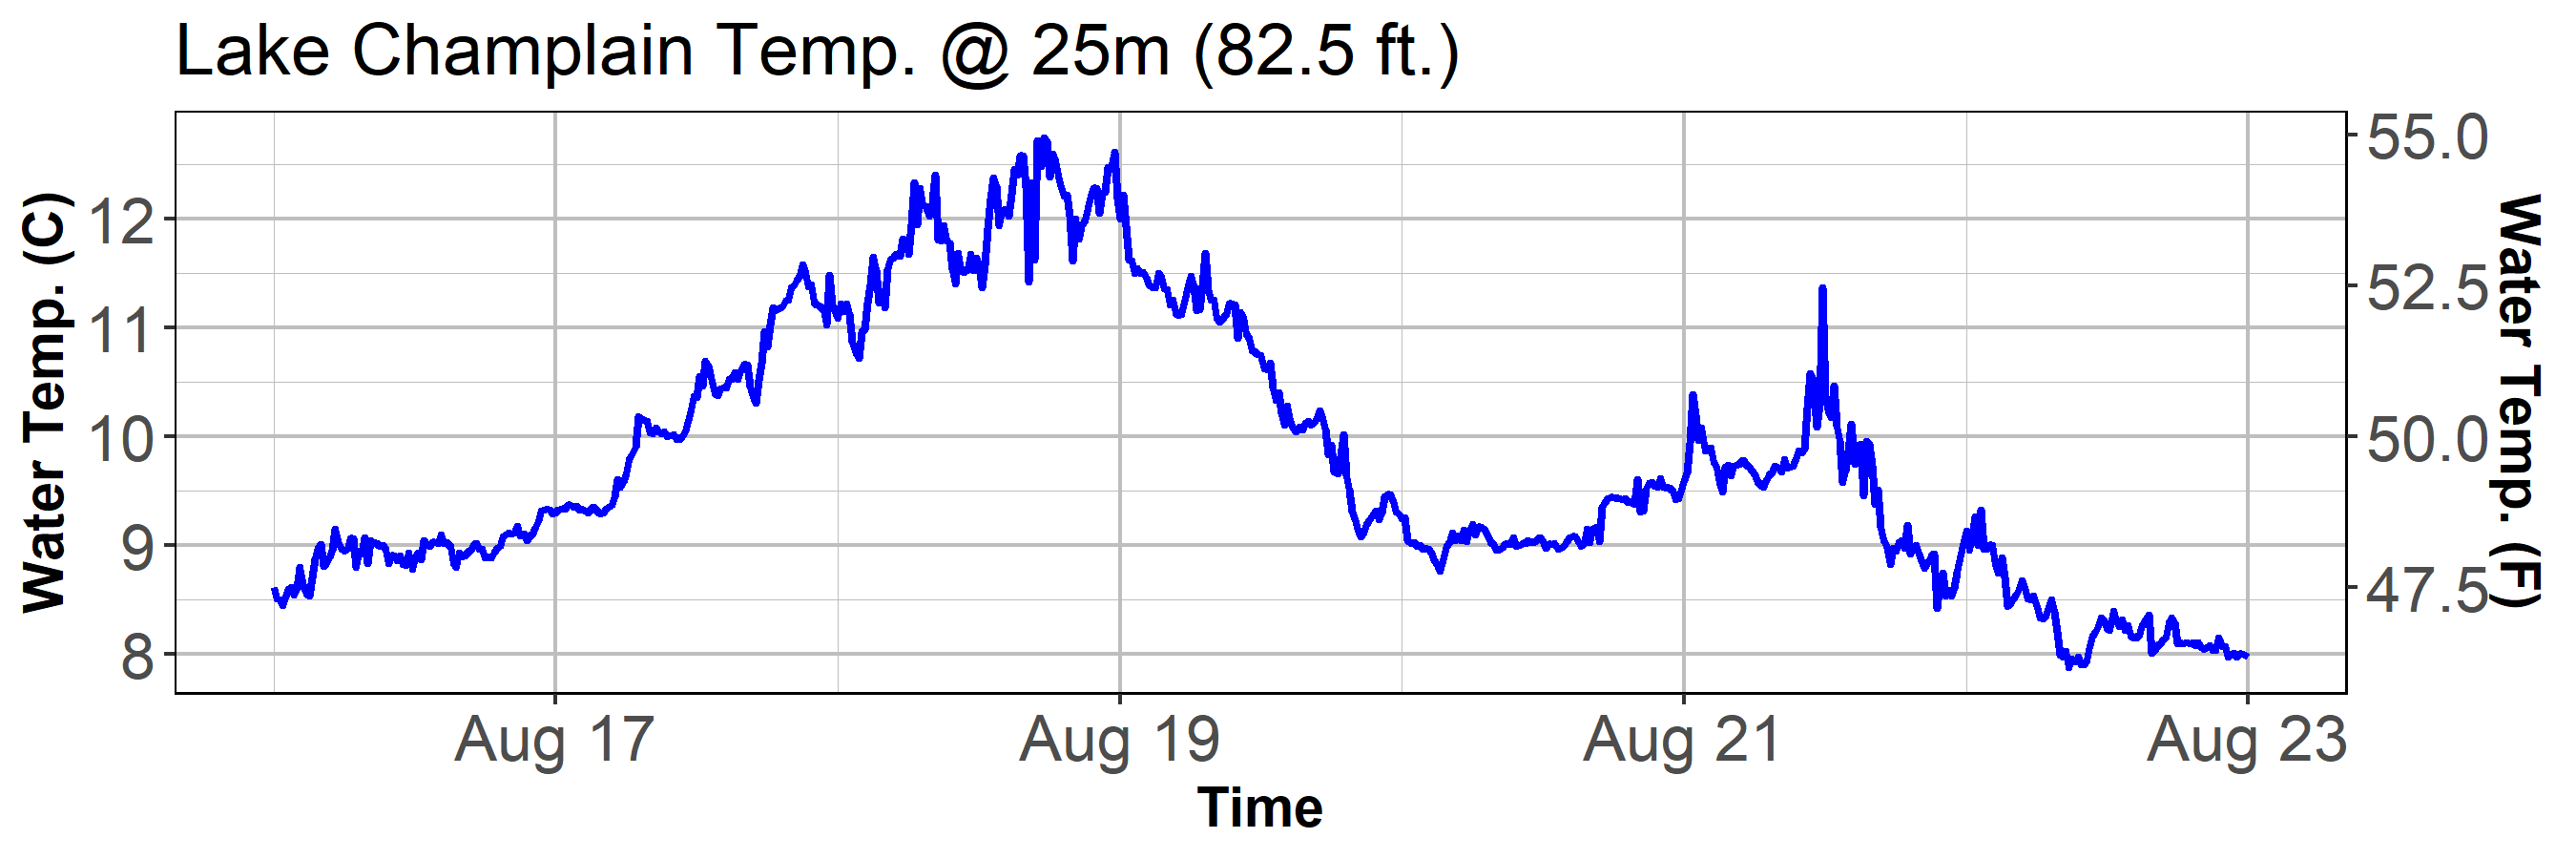 Lake Champlain Temp. @ 25m (82.5 ft.)
Water Temp. (C)
12
11
10
9
8
55.0
52.5
50.0
47.5
Water Temp. (F)
Aug 17 Aug 19 Aug 21 Aug 23
Time